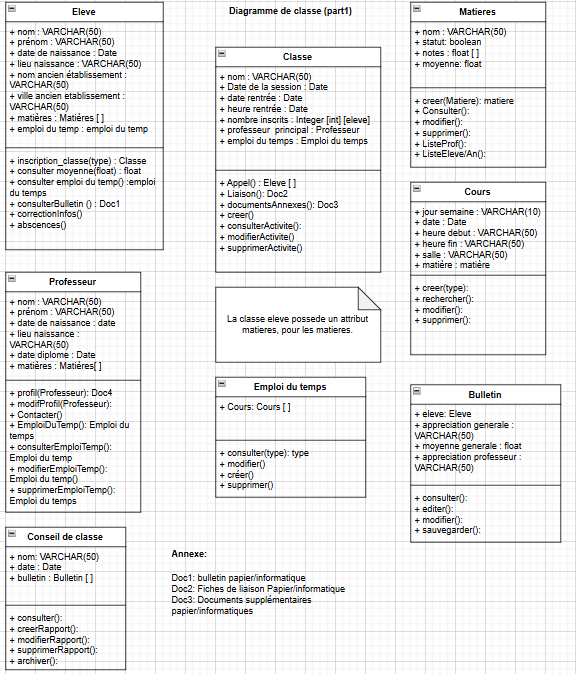 Eleve
+ nom : VARCHAR(50)
+ prénom : VARCHAR(50)
+ date de naissance : Date
+ lieu naissance : VARCHAR(50)
+ nom ancien établissement :
VARCHAR(50)
+ ville ancien etablissement :
VARCHAR(50)
+ matières : Matières [ ]
+ emploi du temp : emploi du temp
+ inscription_classe(type) : Classe
+ consulter moyenne(float) : float
+ consulter emploi du temp() :emploi
du temps
+ consulterBulletin () : Doc1
+ correctionInfos()
+ abscences()
Diagramme de classe (part1)
Classe
+ nom : VARCHAR(50)
+ Date de la session : Date
+ date rentrée : Date
+ heure rentrée : Date
+ nombre inscrits : Integer [int] [eleve]
+ professeur principal : Professeur
+ emploi du temps : Emploi du temps
+ Appel() : Eleve [ ]
+ Liaison(): Doc2
+ documentsAnnexes(): Doc3
+ creer()
+ consulterActivite()
+ modifierActivite()
+ supprimerActivite()
Matieres
+ nom : VARCHAR(50)
+ statut: boolean
+ notes : float [ ]
+ moyenne: float
+ creer(Matiere): matiere
+ Consulter():
+ modifier():
+ supprimer():
+ ListeProf():
+ ListeEleve/An():
Cours
+ jour semaine : VARCHAR(10)
+ date : Date
+ heure debut : VARCHAR(50)
+ heure fin : VARCHAR(50)
+ salle : VARCHAR(50)
+ matière : matière
+ creer(type):
+ rechercher():
+ modifier():
+ supprimer():
Professeur
+ nom : VARCHAR(50)
+ prénom : VARCHAR(50)
+ date de naissance : date
+ lieu naissance :
VARCHAR(50)
+ date diplome : Date
+ matières : Matières[ ]
+ profil(Professeur): Doc4
+ modifProfil(Professeur):
+ Contacter()
+ EmploiDuTemp(): Emploi du
temps
+ consulterEmploiTemp():
Emploi du temp
+ modifierEmploiTemp():
Emploi du temp()
+ supprimerEmploiTemp():
Emploi du temps
La classe eleve possede un attribut
matieres, pour les matieres.
Emploi du temps
+ Cours: Cours [ ]
+ consulter(type): type
+ modifier()
+ créer()
+ supprimer()
Bulletin
+ eleve: Eleve
+ appreciation generale :
VARCHAR(50)
+ moyenne generale : float
+ appreciation professeur :
VARCHAR(50)
+ consulter():
+ editer():
+ modifier():
+ sauvegarder():
Conseil de classe
+ nom: VARCHAR(50)
+ date : Date
+ bulletin : Bulletin [ ]
+ consulter():
+ creerRapport():
+ modifierRapport():
+ supprimerRapport():
+ archiver():
Annexe:
Doc1: bulletin papier/informatique
Doc2: Fiches de liaison Papier/informatique
Doc3: Documents supplémentaires
papier/informatiques